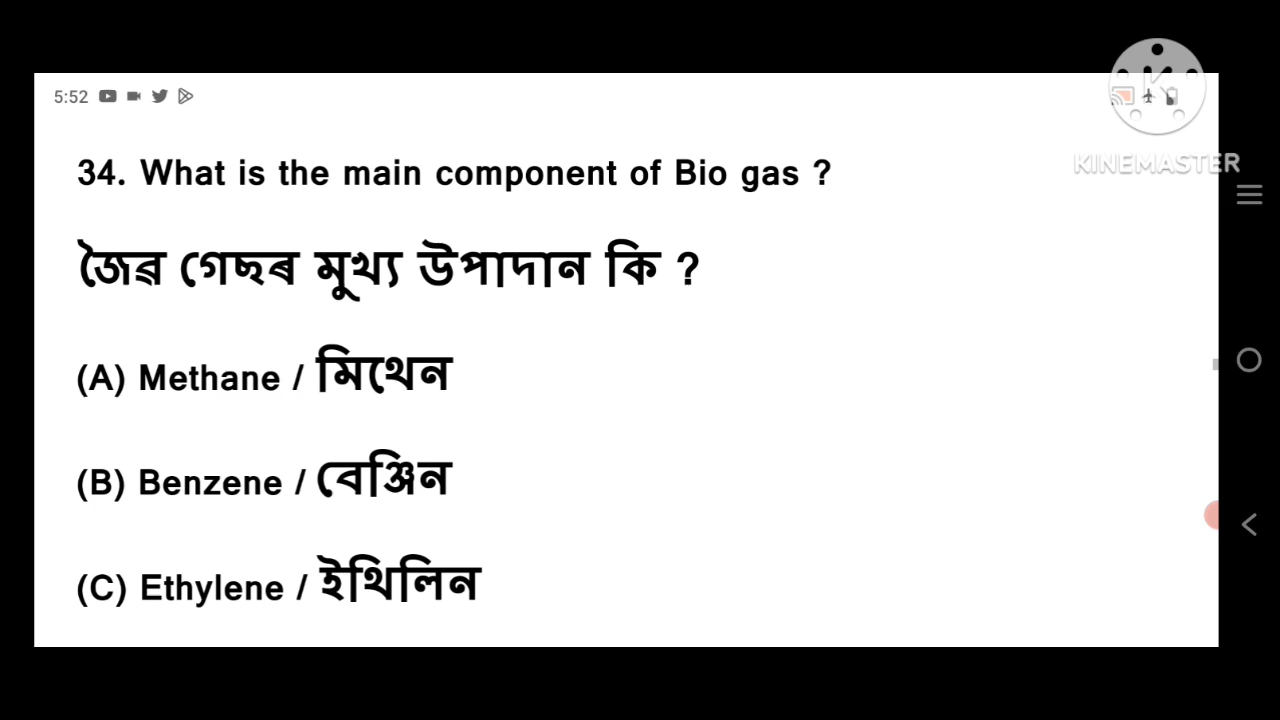 5:52
KINEMASTER
34. What is the main component of Bio gas ?
জৈৱ গেছৰ মুখ্য উপাদান কি ?
(A) Methane / মিথেন
(B) Benzene / বেঞ্জিন
(C) Ethylene / ইথিলিন